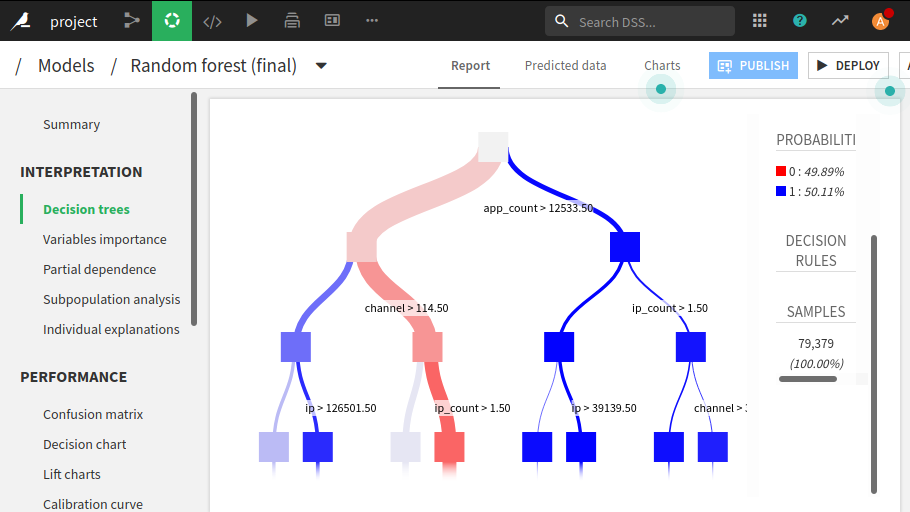 project
Search DSS...
A
/ Models / Random forest (final)
Report
Predicted data
Charts
PUBLISH
DEPLOY
Summary
INTERPRETATION
Decision trees
Variables importance
Partial dependence
Subpopulation analysis
Individual explanations
PERFORMANCE
Confusion matrix
Decision chart
Lift charts
Calibration curve
app_count > 12533.50
channel > 114.50
ip_count > 1.50
ip > 126501.50
ip_count > 1.50
ip > 39139.50
channel >
PROBABILITI
0 : 49.89%
1 : 50.11%
DECISION
RULES
SAMPLES
79,379
(100.00%)